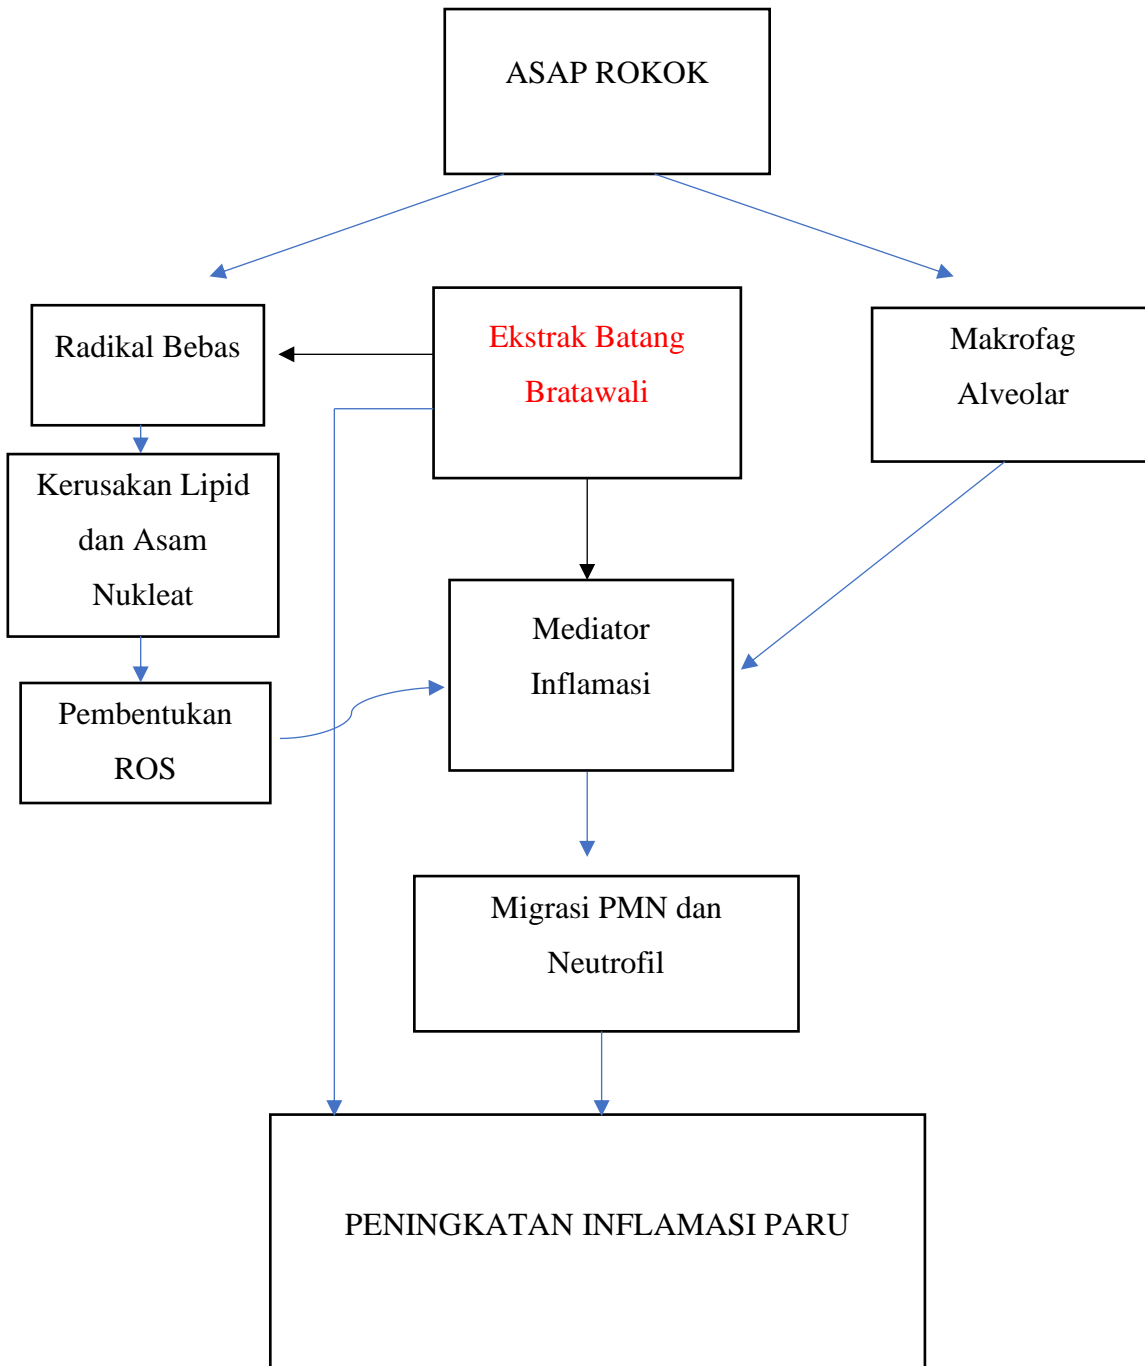 ASAP ROKOK
Radikal Bebas
Ekstrak Batang
Bratawali
Makrofag
Alveolar
Kerusakan Lipid
dan Asam
Nukleat
Mediator
Inflamasi
Pembentukan
ROS
Migrasi PMN dan
Neutrofil
PENINGKATAN INFLAMASI PARU